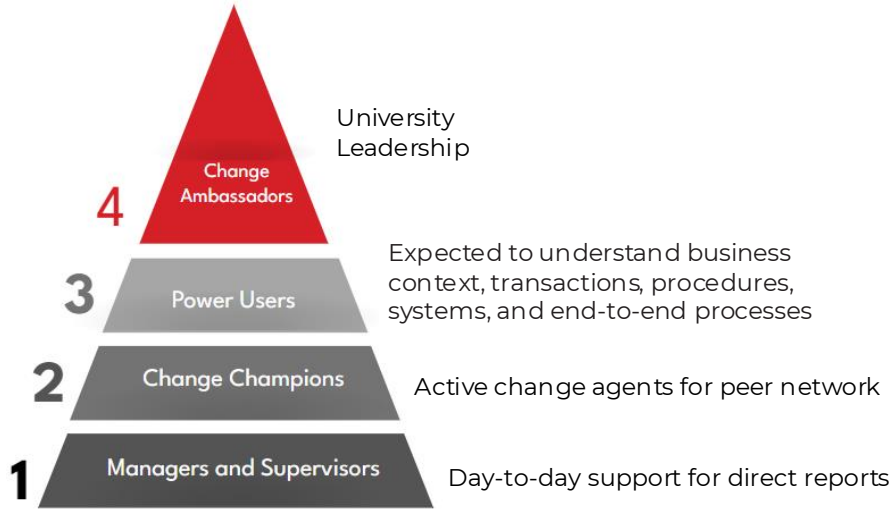 University
Leadership
Change
Ambassadors
4
Expected to understand business
context, transactions, procedures,
systems, and end-to-end processes
3
Power Users
2
Change Champions
Active change agents for peer network
1
Managers and Supervisors
Day-to-day support for direct reports